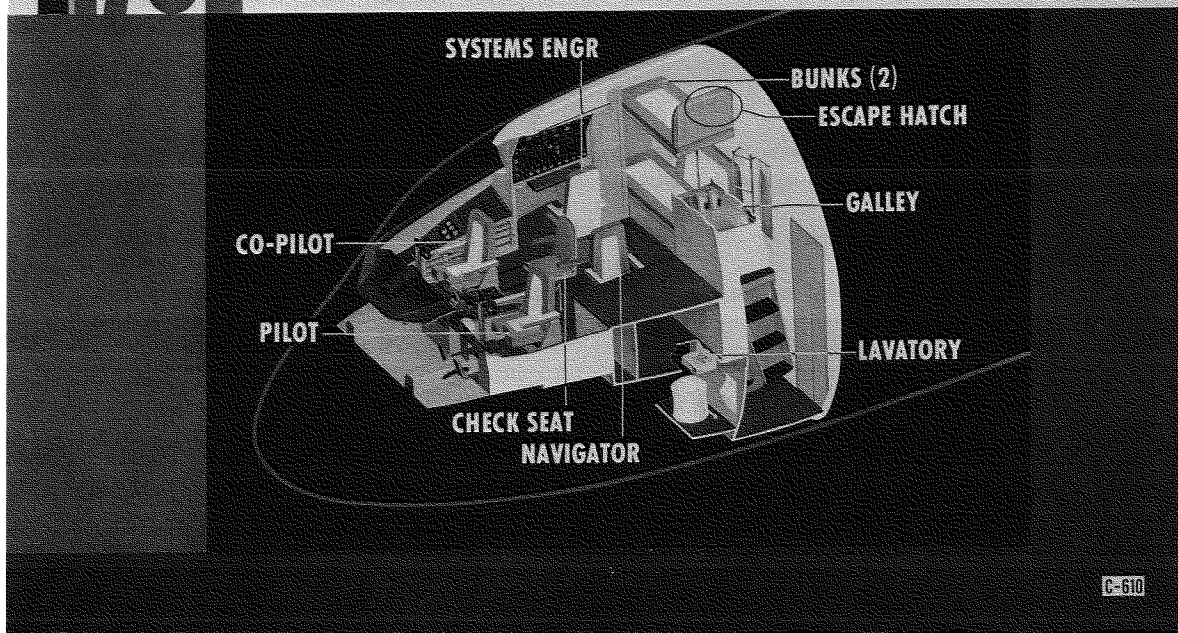 SYSTEMS ENGR
BUNKS (2)
ESCAPE HATCH
GALLEY
CO-PILOT
PILOT
LAVATORY
CHECK SEAT
NAVIGATOR
C-610